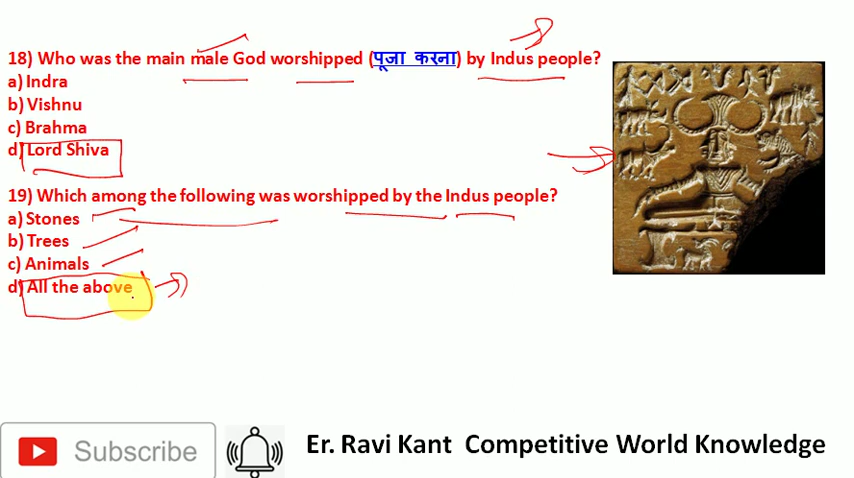 18) Who was the main male God worshipped (पूजा करना) by Indus people?
a) Indra
b) Vishnu
c) Brahma
d) Lord Shiva
19) Which among the following was worshipped by the Indus people?
a) Stones
b) Trees
c) Animals
d) All the above
Subscribe
Er. Ravi Kant Competitive World Knowledge